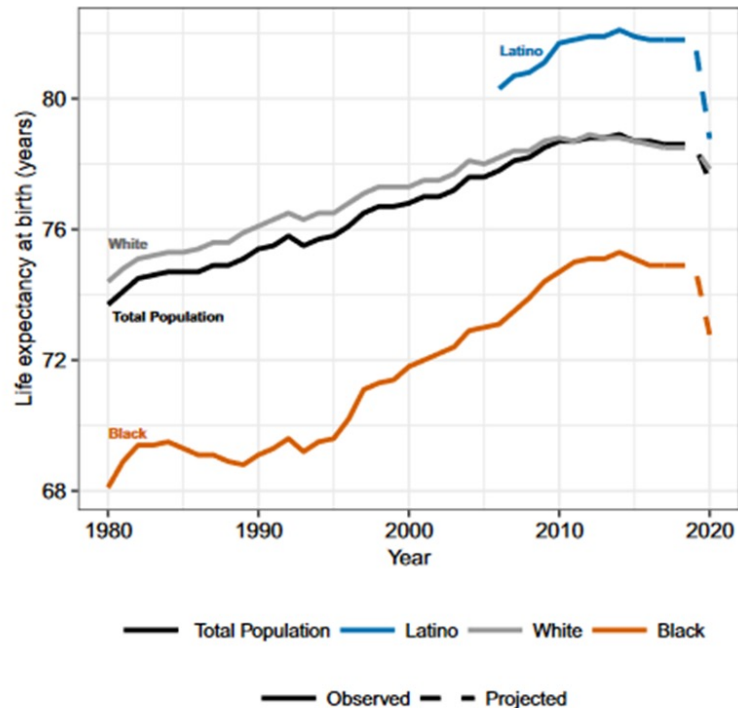 Life expectancy at birth (years)
80
76
72
68
Latino
White
Total Population
Black
1980
1990
2000
2010
2020
Year
Total Population
Latino
White
Black
Observed
Projected